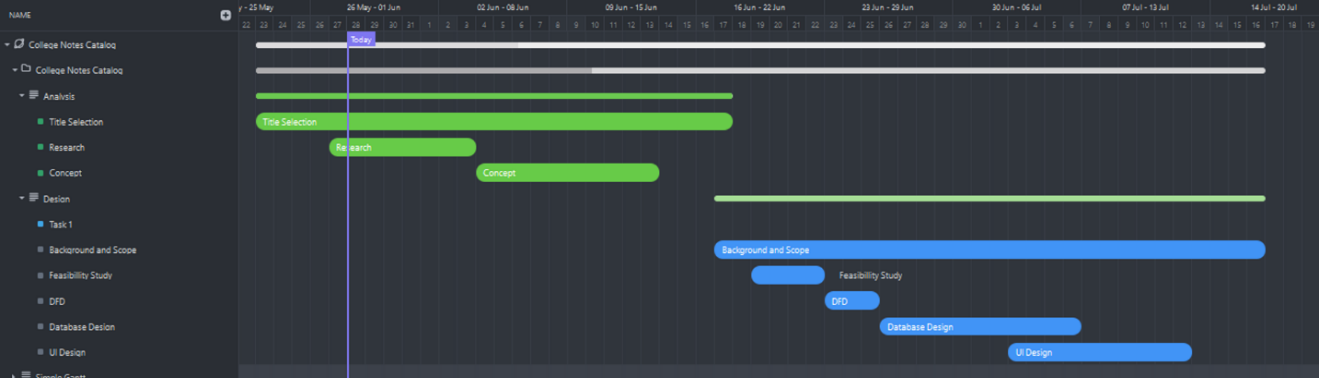 NAME
y - 25 May 26 May - 01 Jun 02 Jun - 08 Jun 09 Jun - 15 Jun 16 Jun - 22 Jun 23 Jun - 29 Jun 30 Jun - 06 Jul 07 Jul - 13 Jul 14 Jul - 20 Jul
22 23 24 25 26 27 28 29 30 31 1 2 3 4 5 6 7 8 9 10 11 12 13 14 15 16 17 18 19 20 21 22 23 24 25 26 27 28 29 30 1 2 3 4 5 6 7 8 9 10 11 12 13 14 15 16 17 18 19
Today
College Notes Catalog
College Notes Catalog
Analysis
Title Selection Title Selection
Research Research
Concept Concept
Design
Task 1
Background and Scope Background and Scope
Feasibility Study Feasibility Study
DFD DFD
Database Design Database Design
UI Design UI Design
Simple Gantt